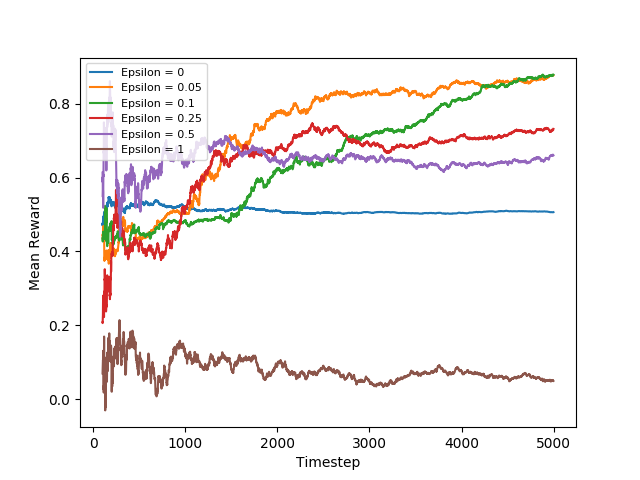 Epsilon = 0
Epsilon = 0.05
Epsilon = 0.1
Epsilon = 0.25
Epsilon = 0.5
Epsilon = 1
Mean Reward
0.8
0.6
0.4
0.2
0.0
0 1000 2000 3000 4000 5000
Timestep